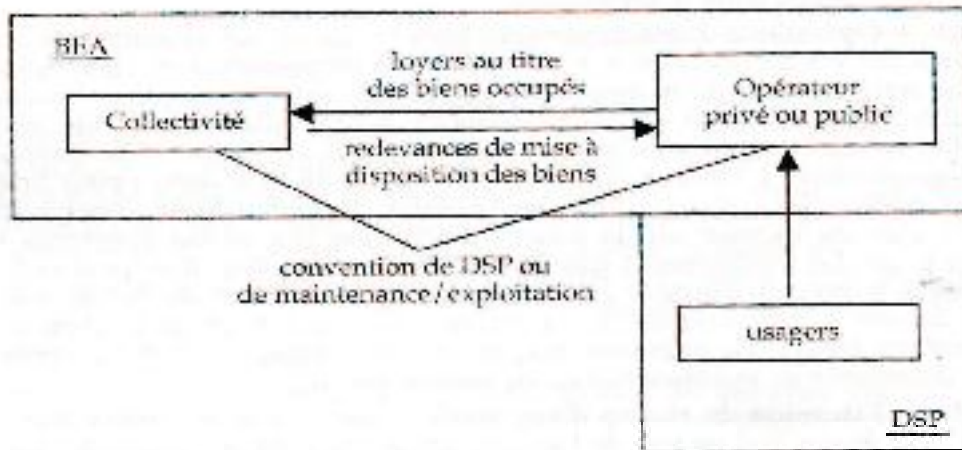 BEA
loyers au titre
des biens occupés
Collectivité
Opérateur
privé ou public
redevances de mise à
disposition des biens
convention de DSP ou
de maintenance/exploitation
usagers
DSP